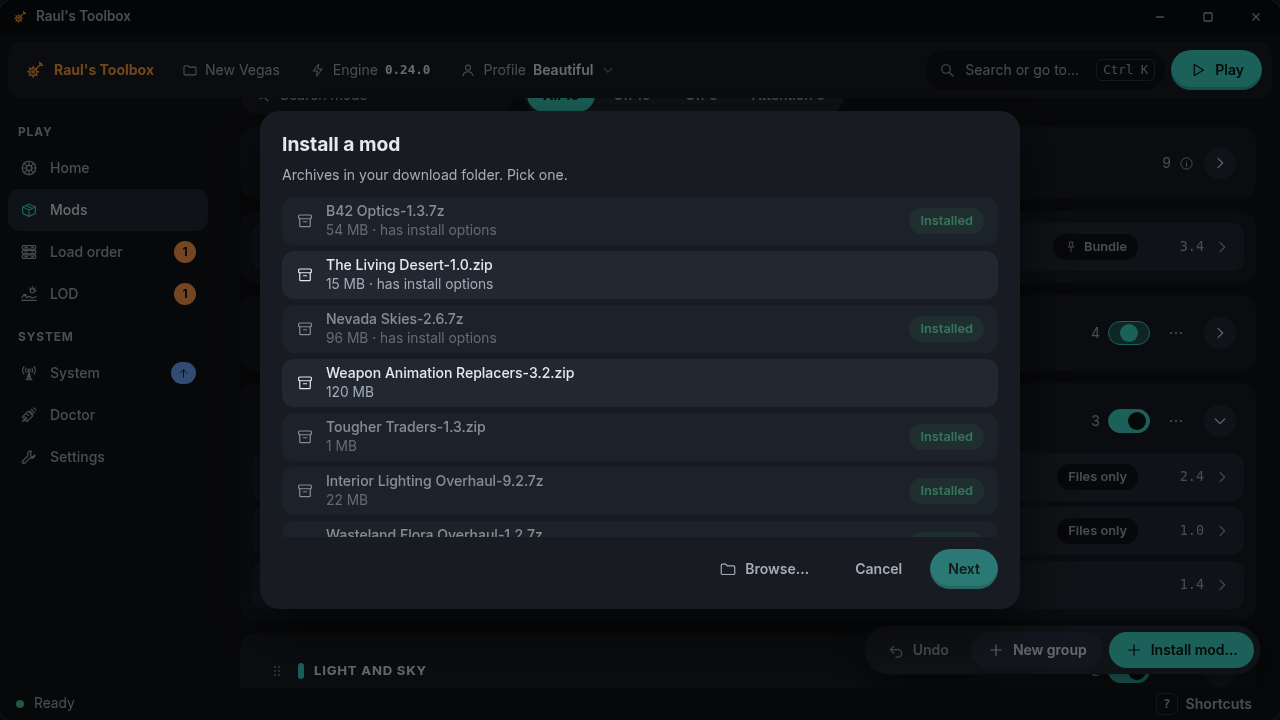 Raul's Toolbox
Raul's Toolbox
New Vegas
Engine 0.24.0
Profile Beautiful
Search or go to...
Ctrl K
Play
PLAY
Home
Mods
Load order
1
LOD
1
SYSTEM
System
Doctor
Settings
Install a mod
Archives in your download folder. Pick one.
B42 Optics-1.3.7z
54 MB · has install options
Installed
The Living Desert-1.0.zip
15 MB · has install options
Nevada Skies-2.6.7z
96 MB · has install options
Installed
Weapon Animation Replacers-3.2.zip
120 MB
Tougher Traders-1.3.zip
1 MB
Installed
Interior Lighting Overhaul-9.2.7z
22 MB
Installed
Wasteland Flora Overhaul-1.2.7z
Browse...
Cancel
Next
9
Bundle
3.4
4
3
Files only
2.4
Files only
1.0
1.4
LIGHT AND SKY
Undo
New group
Install mod...
Ready
? Shortcuts